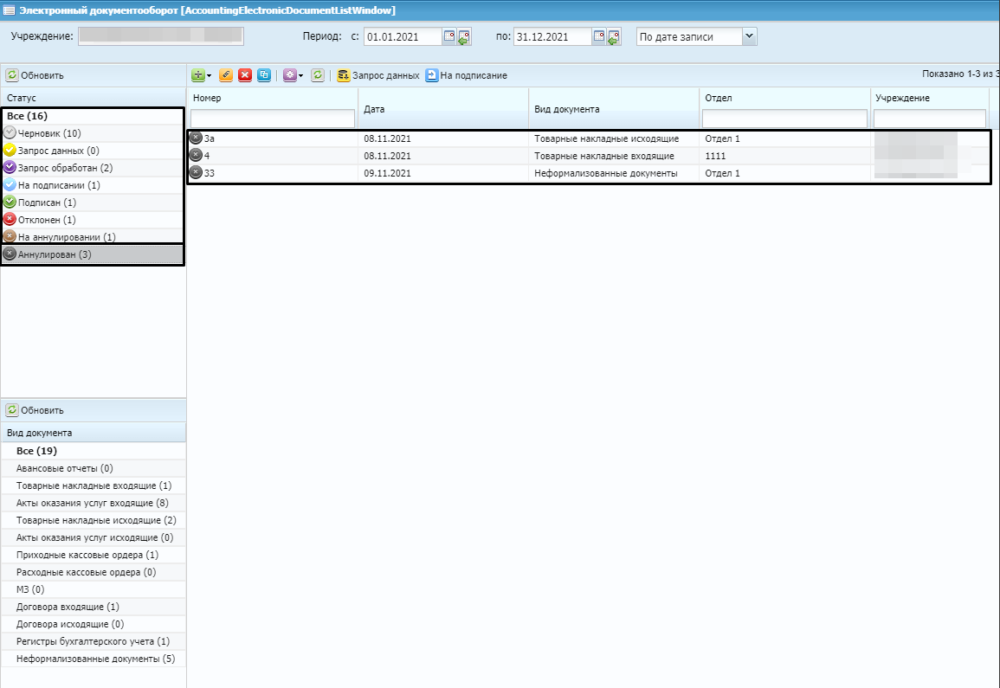 Электронный документооборот [AccountingElectronicDocumentListWindow]
Учреждение: Период: с: 01.01.2021 по: 31.12.2021 По дате записи
Обновить
Запрос данных На подписание Показано 1-3 из 3
Статус
Все (16)
Черновик (10)
Запрос данных (0)
Запрос обработан (2)
На подписании (1)
Подписан (1)
Отклонен (1)
На аннулировании (1)
Аннулирован (3)
Номер Дата Вид документа Отдел Учреждение
3а 08.11.2021 Товарные накладные исходящие Отдел 1
4 08.11.2021 Товарные накладные входящие 1111
33 09.11.2021 Неформализованные документы Отдел 1
Обновить
Вид документа
Все (19)
Авансовые отчеты (0)
Товарные накладные входящие (1)
Акты оказания услуг входящие (8)
Товарные накладные исходящие (2)
Акты оказания услуг исходящие (0)
Приходные кассовые ордера (1)
Расходные кассовые ордера (0)
МЗ (0)
Договора входящие (1)
Договора исходящие (0)
Регистры бухгалтерского учета (1)
Неформализованные документы (5)